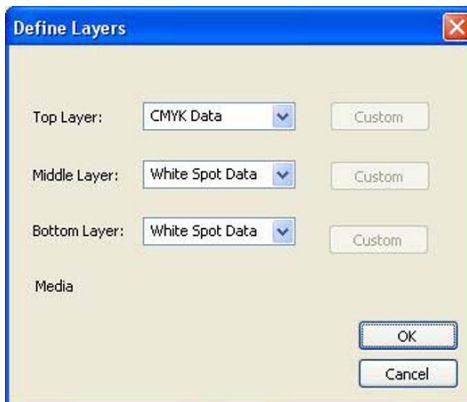 Define Layers
Top Layer: CMYK Data Custom
Middle Layer: White Spot Data Custom
Bottom Layer: White Spot Data Custom
Media
OK
Cancel